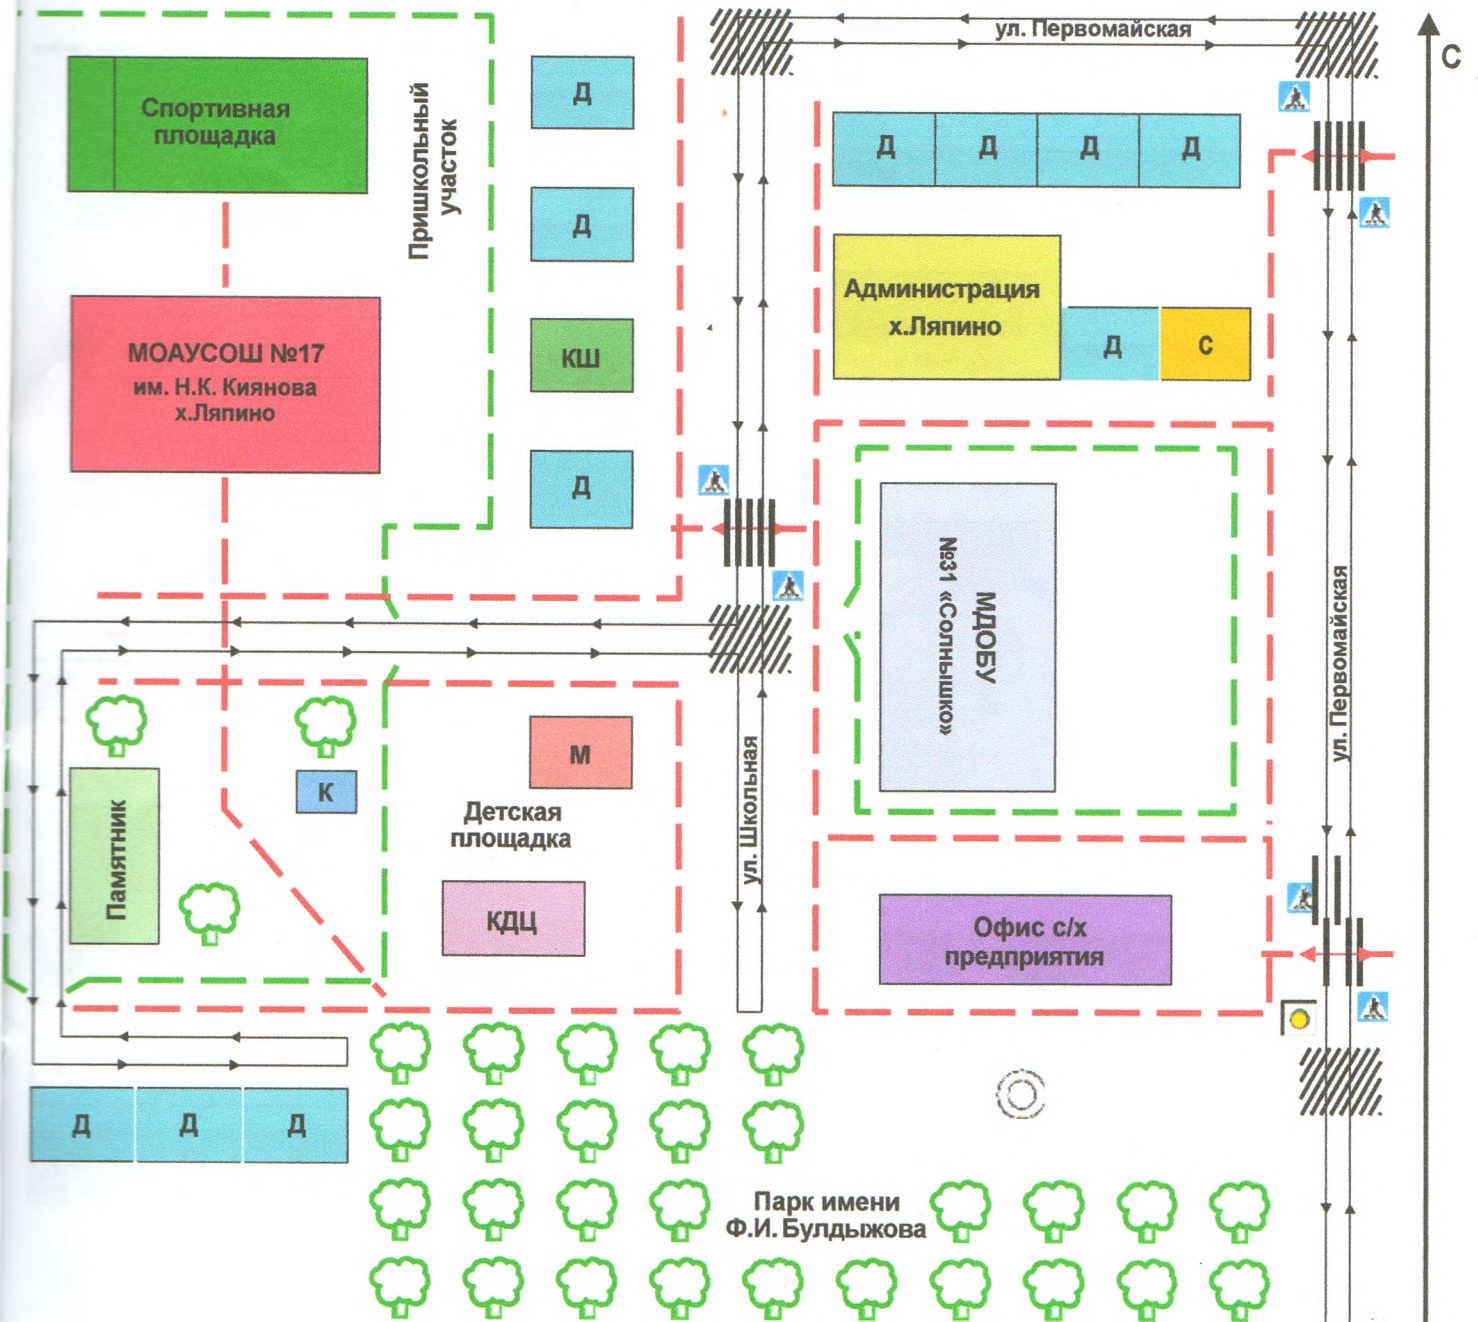 ул. Первомайская
С
Спортивная
площадка
Пришкольный
участок
Д
Д
Д
Д
Д
Д
МОАУСОШ №17
им. Н.К. Киянова
х.Ляпино
КШ
Д
Администрация
х.Ляпино
Д
С
МДОБУ
№31 «Солнышко»
ул. Первомайская
ул. Школьная
М
К
Детская
площадка
Памятник
КДЦ
Офис с/х
предприятия
Д
Д
Д
Парк имени
Ф.И. Булдыжова